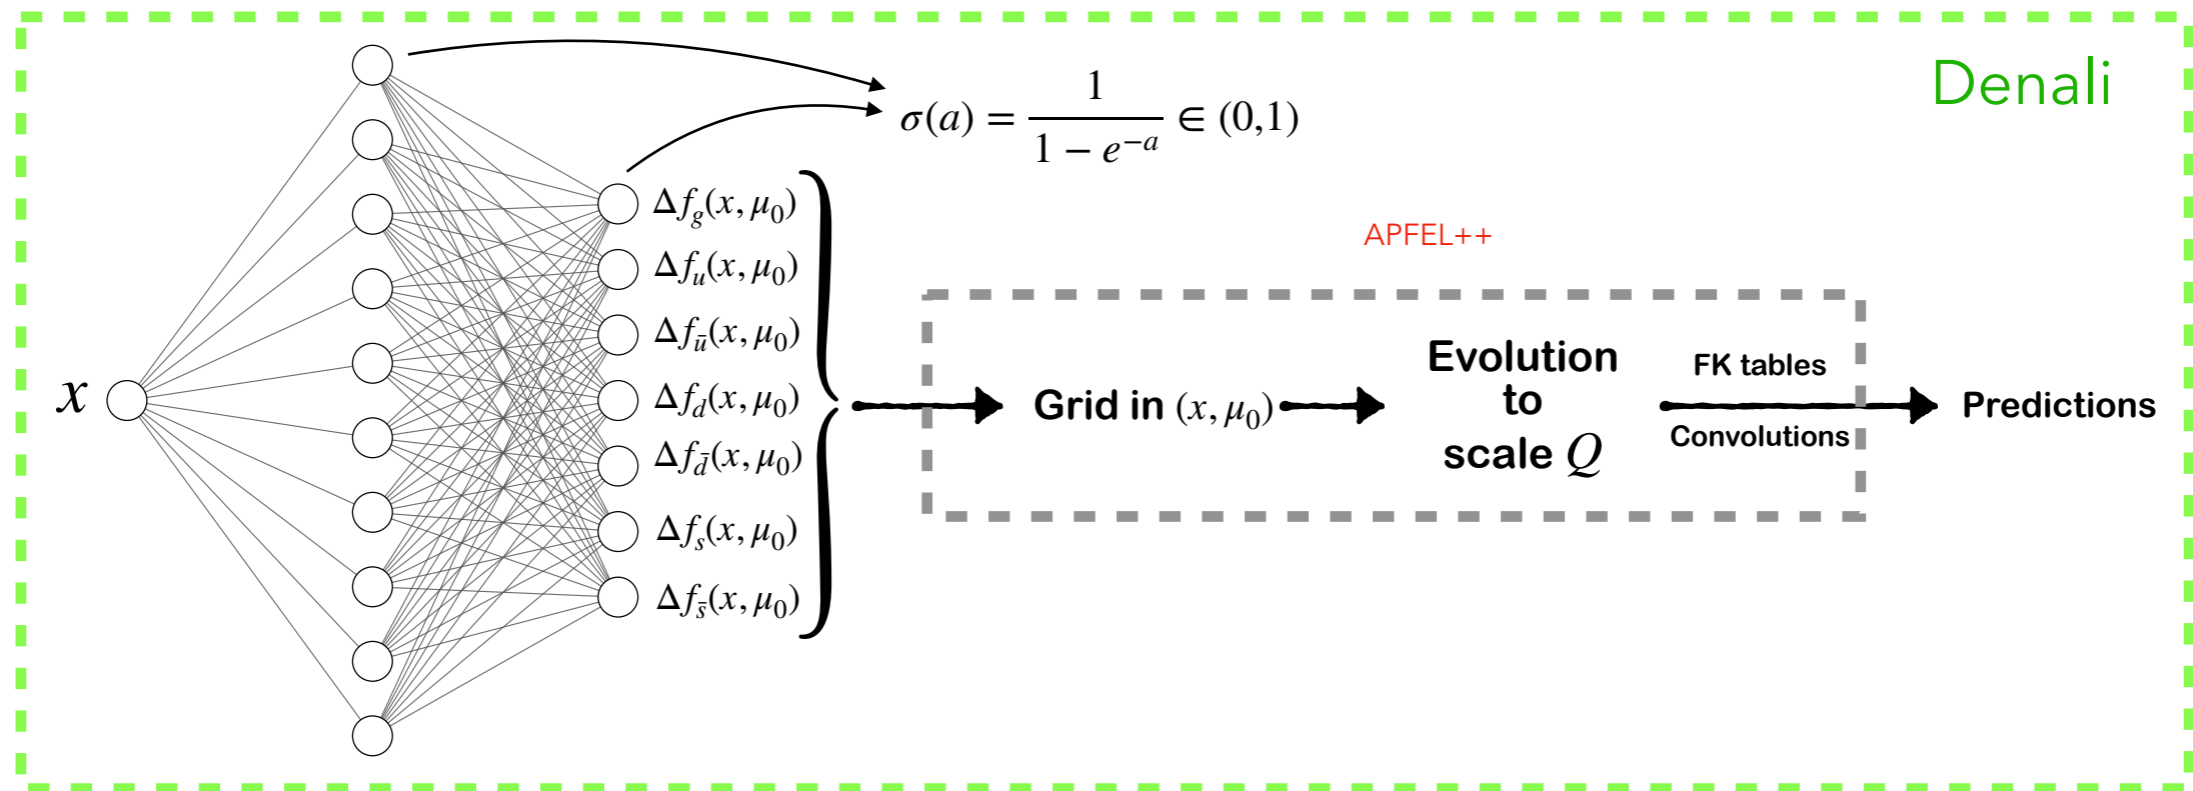 Denali
σ(a) = 1 / (1 − e^{−a}) ∈ (0,1)
x
Δf_g(x, μ_0)
Δf_u(x, μ_0)
Δf_ū(x, μ_0)
Δf_d(x, μ_0)
Δf_d̄(x, μ_0)
Δf_s(x, μ_0)
Δf_s̄(x, μ_0)
APFEL++
Grid in (x, μ_0)
Evolution
to
scale Q
FK tables
Convolutions
Predictions